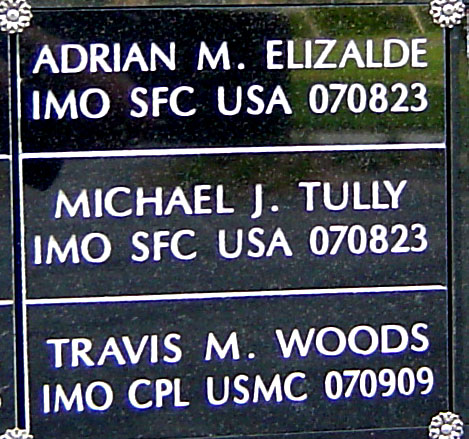 ADRIAN M. ELIZALDE
IMO SFC USA 070823
MICHAEL J. TULLY
IMO SFC USA 070823
TRAVIS M. WOODS
IMO CPL USMC 070909